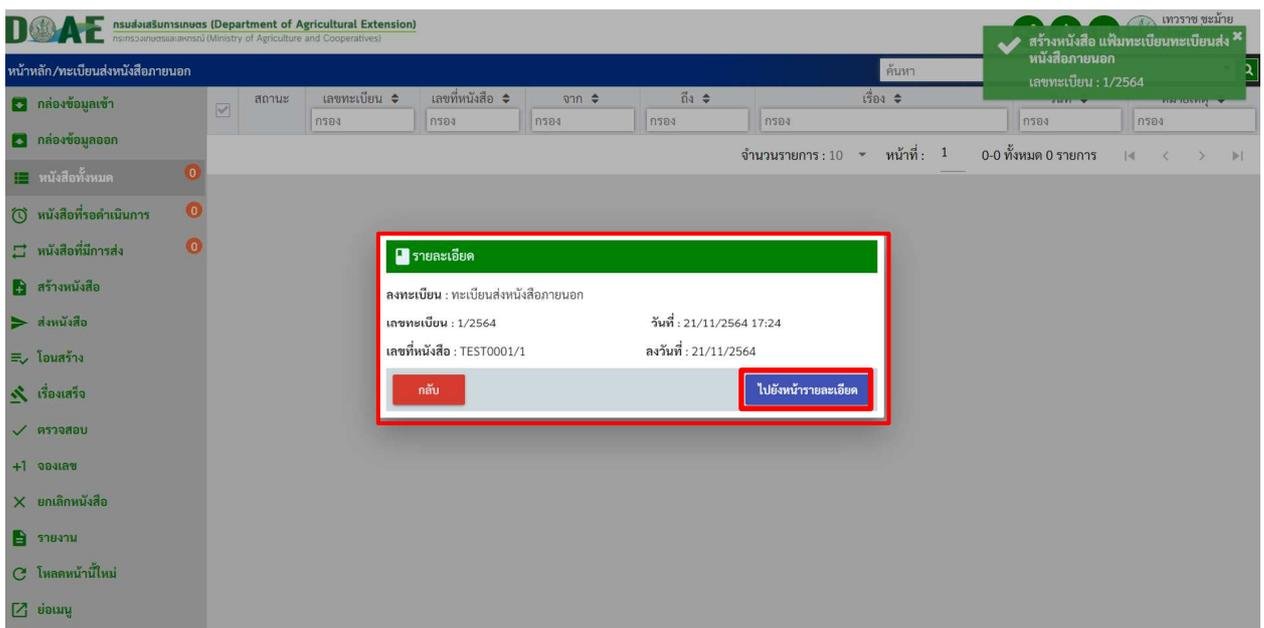 DOAE
กรมส่งเสริมการเกษตร (Department of Agricultural Extension)
กระทรวงเกษตรและสหกรณ์ (Ministry of Agriculture and Cooperatives)
เทวราช ชะม้าย
สร้างหนังสือ แฟ้มทะเบียนทะเบียนส่ง
หนังสือภายนอก
เลขทะเบียน : 1/2564
หน้าหลัก/ทะเบียนส่งหนังสือภายนอก
ค้นหา
กล่องข้อมูลเข้า
กล่องข้อมูลออก
หนังสือทั้งหมด 0
หนังสือที่รอดำเนินการ 0
หนังสือที่มีการส่ง 0
สร้างหนังสือ
ส่งหนังสือ
โอนสร้าง
เรื่องเสร็จ
ตรวจสอบ
+1 จองเลข
ยกเลิกหนังสือ
รายงาน
โหลดหน้านี้ใหม่
ย่อเมนู
สถานะ เลขทะเบียน เลขที่หนังสือ จาก ถึง เรื่อง วันที่ หมายเหตุ
กรอง กรอง กรอง กรอง กรอง กรอง กรอง
จำนวนรายการ : 10 หน้าที่ : 1 0-0 ทั้งหมด 0 รายการ
รายละเอียด
ลงทะเบียน : ทะเบียนส่งหนังสือภายนอก
เลขทะเบียน : 1/2564 วันที่ : 21/11/2564 17:24
เลขที่หนังสือ : TEST0001/1 ลงวันที่ : 21/11/2564
กลับ ไปยังหน้ารายละเอียด